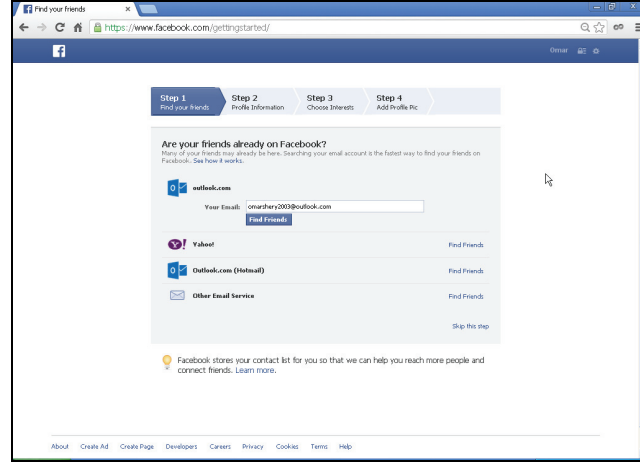 Find your friends
https://www.facebook.com/gettingstarted/
f
Omar
Step 1
Find your friends
Step 2
Profile Information
Step 3
Choose Interests
Step 4
Add Profile Pic
Are your friends already on Facebook?
Many of your friends may already be here. Searching your email account is the fastest way to find your friends on
Facebook. See how it works.
outlook.com
Your Email: omarshery2003@outlook.com
Find Friends
Yahoo! Find Friends
Outlook.com (Hotmail) Find Friends
Other Email Service Find Friends
Skip this step
Facebook stores your contact list for you so that we can help you reach more people and
connect friends. Learn more.
About Create Ad Create Page Developers Careers Privacy Cookies Terms Help